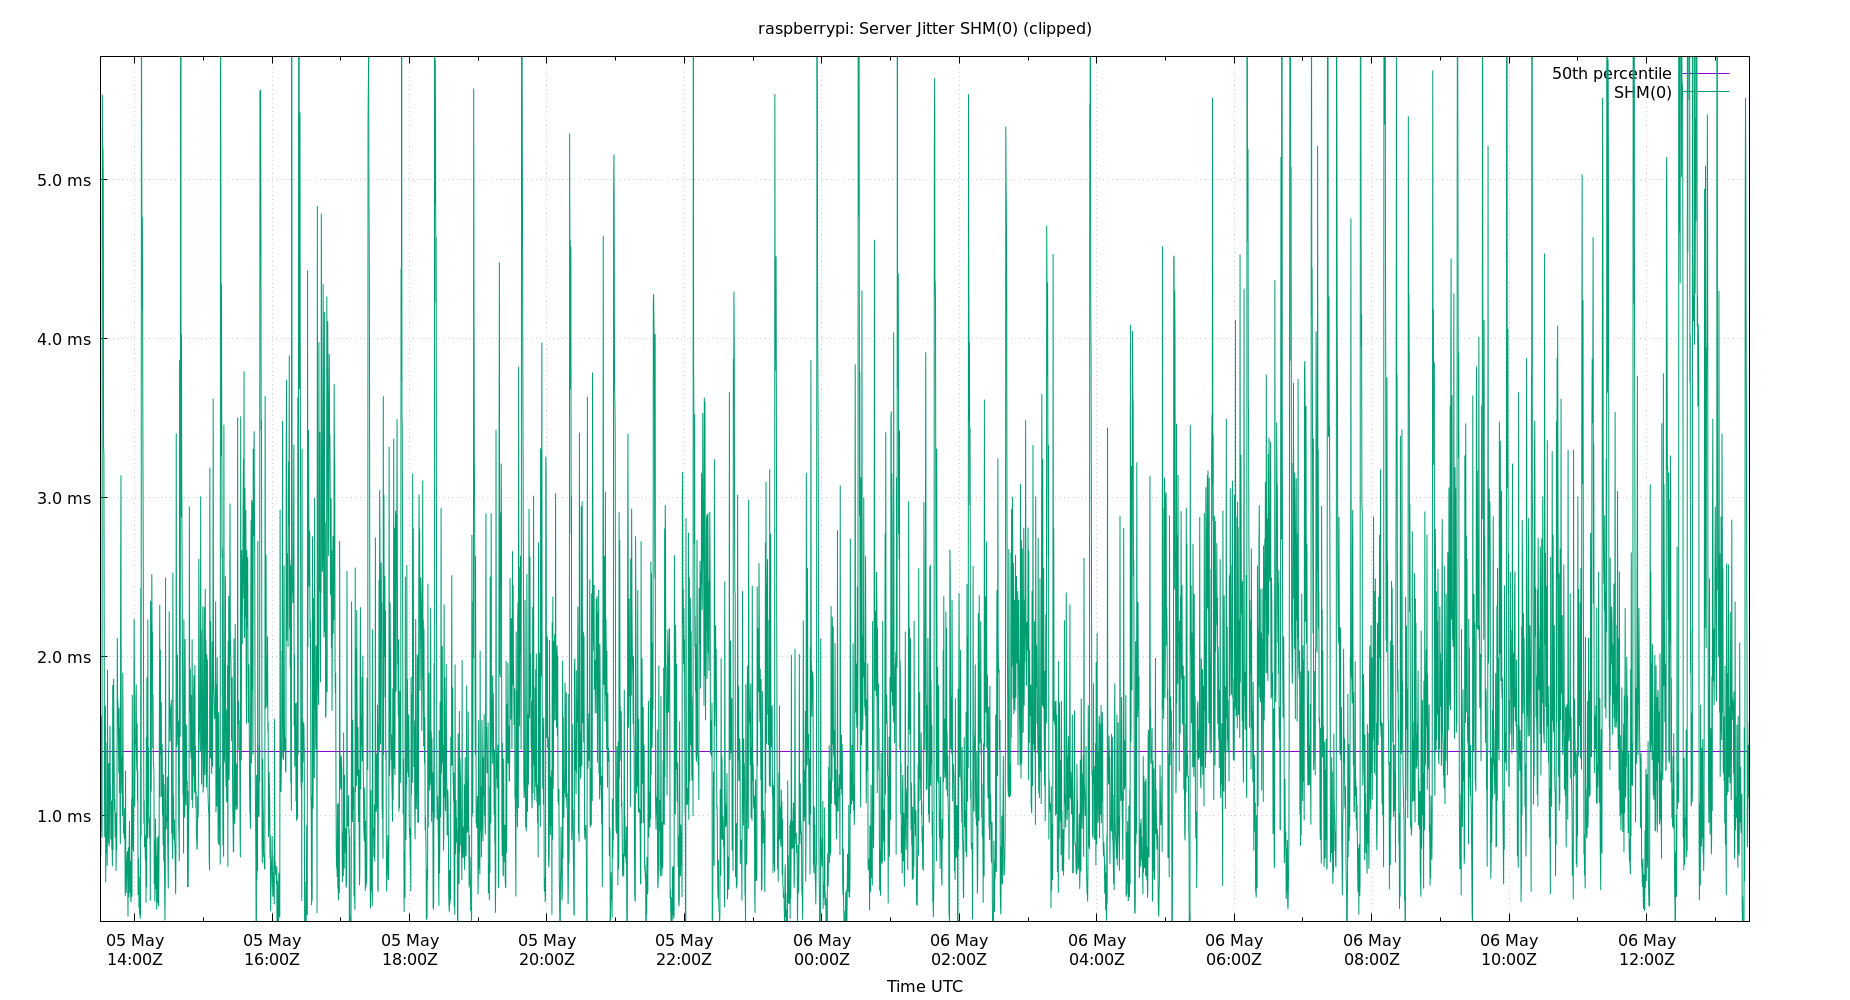 raspberrypi: Server Jitter SHM(0) (clipped)
50th percentile
SHM(0)
5.0 ms
4.0 ms
3.0 ms
2.0 ms
1.0 ms
05 May 05 May 05 May 05 May 05 May 06 May 06 May 06 May 06 May 06 May 06 May 06 May
14:00Z 16:00Z 18:00Z 20:00Z 22:00Z 00:00Z 02:00Z 04:00Z 06:00Z 08:00Z 10:00Z 12:00Z
Time UTC